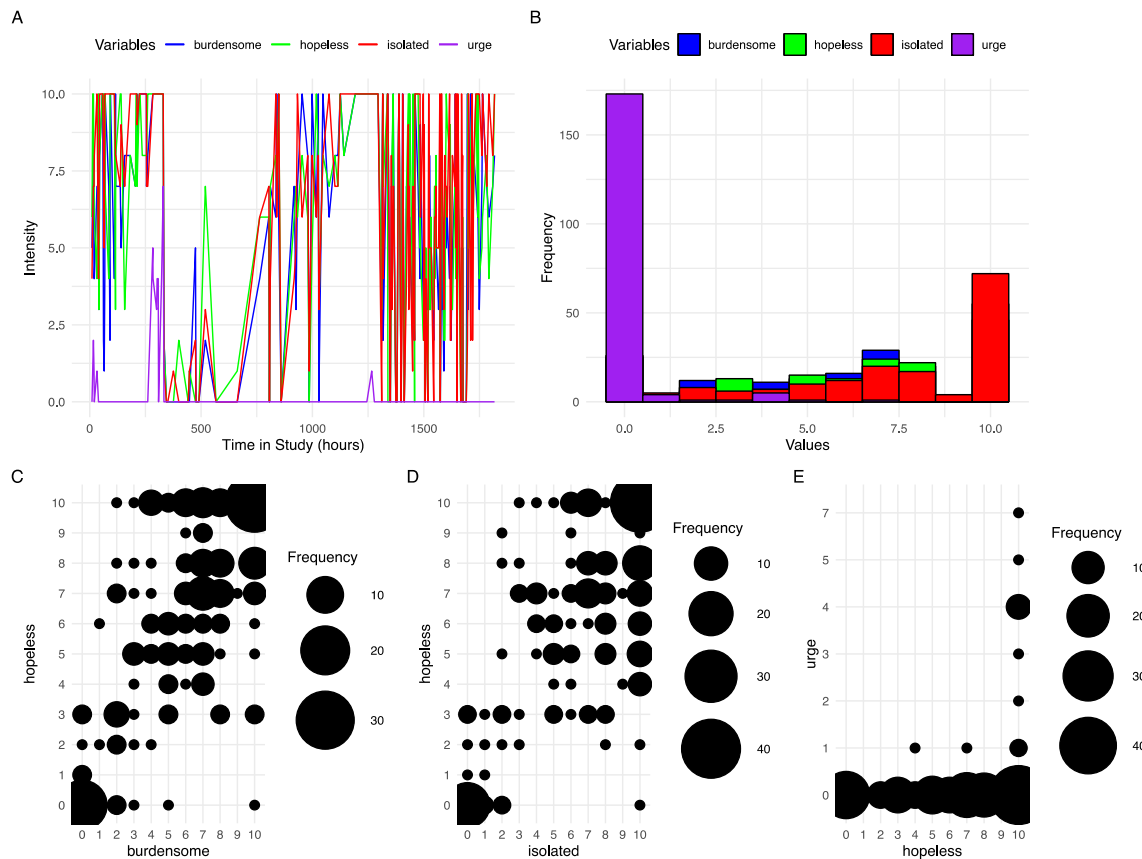 A
Variables burdensome hopeless isolated urge
10.0
7.5
5.0
2.5
0.0
Intensity
0 500 1000 1500
Time in Study (hours)
B
Variables burdensome hopeless isolated urge
150
100
50
0
Frequency
0.0 2.5 5.0 7.5 10.0
Values
C
10
9
8
7
6
5
4
3
2
1
0
hopeless
0 1 2 3 4 5 6 7 8 9 10
burdensome
Frequency
10
20
30
D
10
9
8
7
6
5
4
3
2
1
0
hopeless
0 1 2 3 4 5 6 7 8 9 10
isolated
Frequency
10
20
30
40
E
7
6
5
4
3
2
1
0
urge
0 1 2 3 4 5 6 7 8 9 10
hopeless
Frequency
10
20
30
40